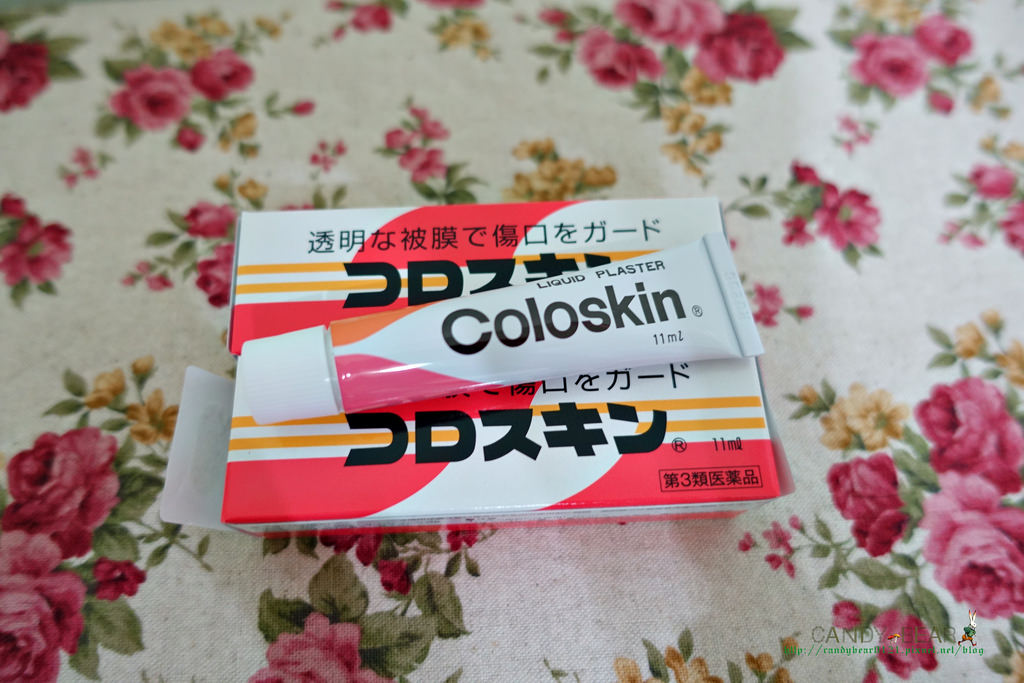 透明な被膜で傷口をガード
コロスキン
LIQUID PLASTER
Coloskin®
11ml
膜で傷口をガード
コロスキン®
11ml
第3類医薬品
CANDY BEAR